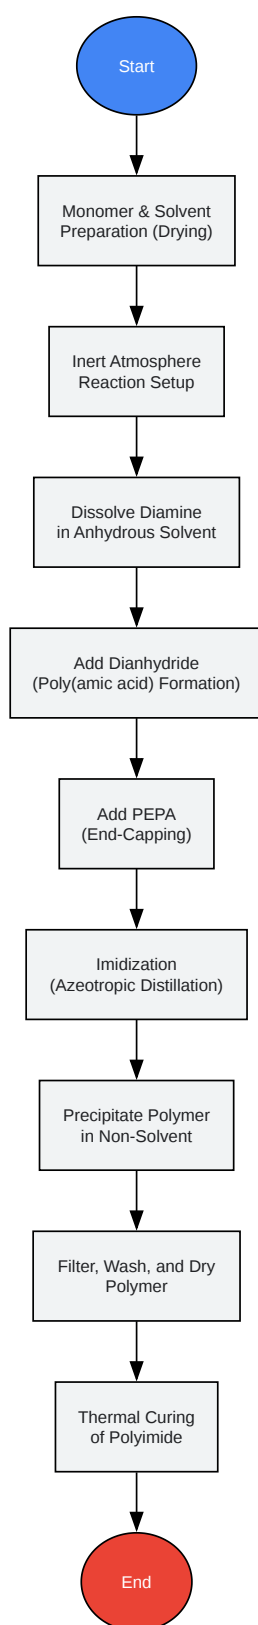 Start
Monomer & Solvent
Preparation (Drying)
Inert Atmosphere
Reaction Setup
Dissolve Diamine
in Anhydrous Solvent
Add Dianhydride
(Poly(amic acid) Formation)
Add PEPA
(End-Capping)
Imidization
(Azeotropic Distillation)
Precipitate Polymer
in Non-Solvent
Filter, Wash, and Dry
Polymer
Thermal Curing
of Polyimide
End